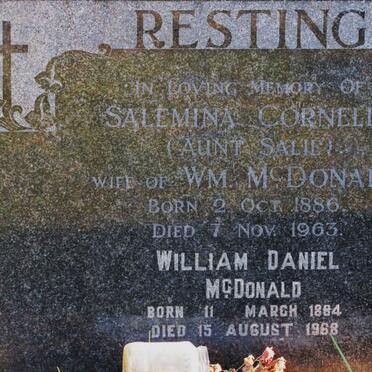 RESTING
IN LOVING MEMORY OF
SALEMINA CORNELI
(AUNT SALIE)
WIFE OF WM. MCDONA
BORN 2 OCT. 1886.
DIED 7 NOV. 1963.
WILLIAM DANIEL
MCDONALD
BORN 11 MARCH 1884
DIED 15 AUGUST 1968